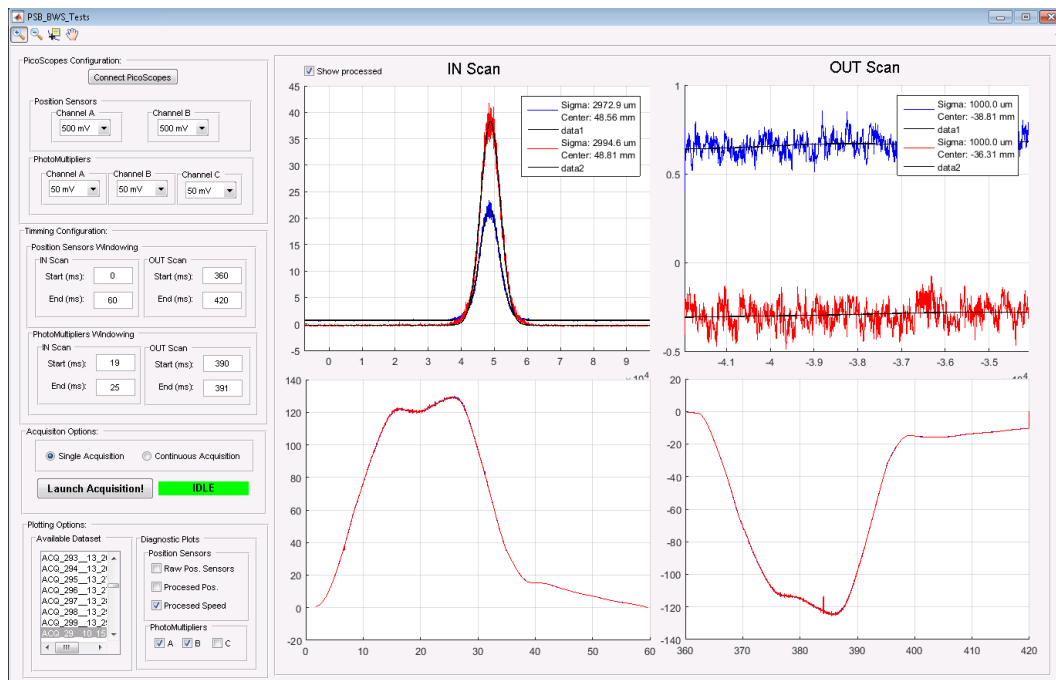 PSB_BWS_Tests
PicoScopes Configuration:
Connect PicoScopes
Position Sensors
Channel A
Channel B
500 mV
500 mV
PhotoMultipliers
Channel A
Channel B
Channel C
50 mV
50 mV
50 mV
Timming Configuration:
Position Sensors Windowing
IN Scan
OUT Scan
Start (ms):
0
Start (ms):
360
End (ms):
60
End (ms):
420
PhotoMultipliers Windowing
IN Scan
OUT Scan
Start (ms):
19
Start (ms):
390
End (ms):
25
End (ms):
391
Acquisiton Options:
Single Acquisition
Continuous Acquisition
Launch Acquisition!
IDLE
Plotting Options:
Available Dataset
ACQ_293__13_2
ACQ_294__13_2
ACQ_295__13_2
ACQ_296__13_2
ACQ_297__13_2
ACQ_298__13_2
ACQ_299__13_2
ACQ_29__10_15
Diagnostic Plots
Position Sensors
Raw Pos. Sensors
Procesed Pos.
Processed Speed
PhotoMultipliers
A
B
C
Show processed
IN Scan
45
40
35
30
25
20
15
10
5
0
-5
0
1
2
3
4
5
6
7
8
9
Sigma: 2972.9 um
Center: 48.56 mm
data1
Sigma: 2994.6 um
Center: 48.81 mm
data2
OUT Scan
1
0.5
0
-0.5
-4.1
-4
-3.9
-3.8
-3.7
-3.6
-3.5
Sigma: 1000.0 um
Center: -38.81 mm
data1
Sigma: 1000.0 um
Center: -36.31 mm
data2
140
120
100
80
60
40
20
0
-20
0
10
20
30
40
50
60
20
0
-20
-40
-60
-80
-100
-120
-140
360
370
380
390
400
410
420